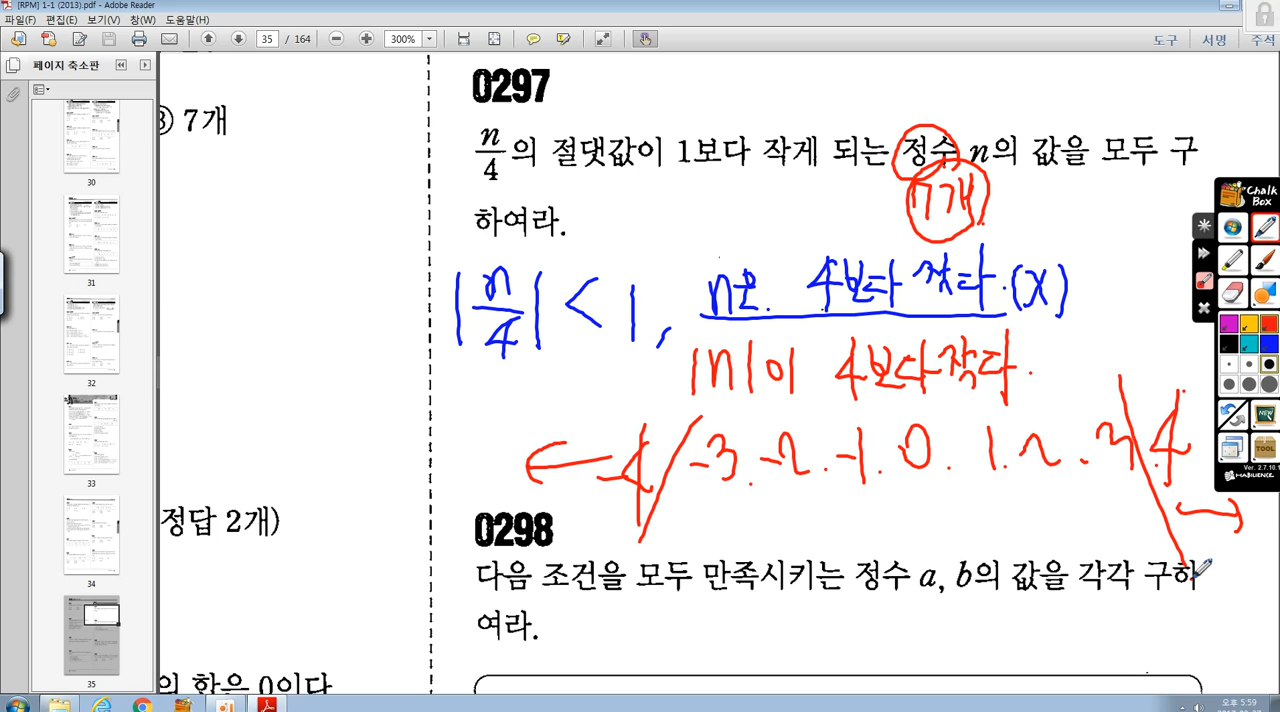 [RPM] 1-1 (2013).pdf - Adobe Reader
파일(F) 편집(E) 보기(V) 창(W) 도움말(H)
35 / 164 300% 도구 서명 주석
페이지 축소판
30
31
32
33
34
35
③ 7개
정답 2개)
의 합은 0이다
0297
n/4의 절댓값이 1보다 작게 되는 정수 n의 값을 모두 구
하여라.
7개
|n/4| < 1, n은 4보다 작다. (x)
|n|이 4보다 작다.
← -4 -3. -2. -1. 0. 1. 2. 3 4 →
0298
다음 조건을 모두 만족시키는 정수 a, b의 값을 각각 구하
여라.
Chalk Box
TOOL
Ver. 2.7.10.1
오후 5:59